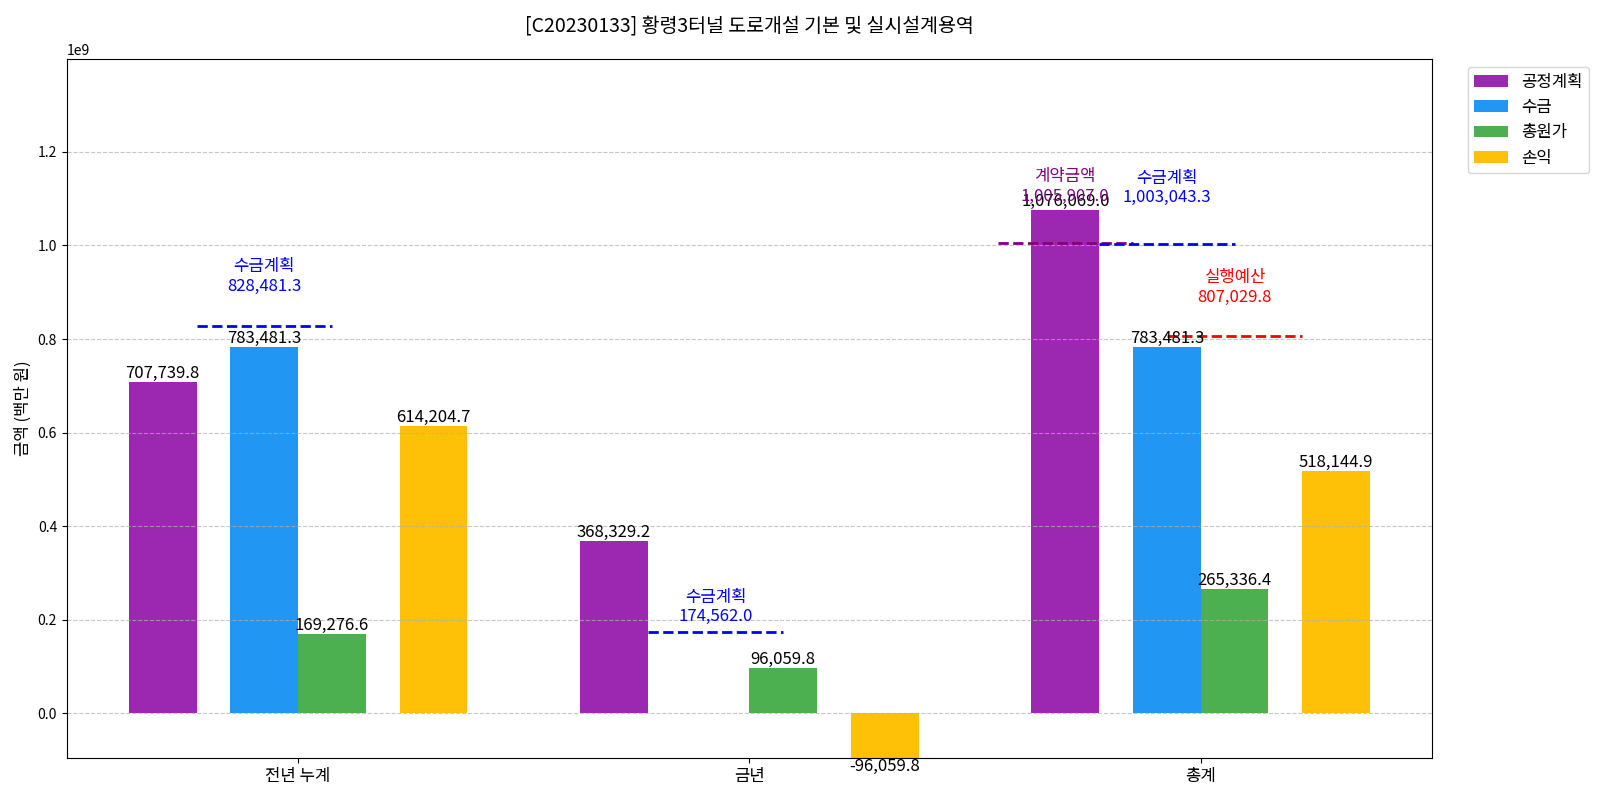 [C20230133] 황령3터널 도로개설 기본 및 실시설계용역
1e9
공정계획
수금
총원가
손익
금액 (백만 원)
1.2
1.0
0.8
0.6
0.4
0.2
0.0
수금계획
828,481.3
707,739.8
783,481.3
169,276.6
614,204.7
368,329.2
수금계획
174,562.0
96,059.8
-96,059.8
계약금액
1,005,907.0
1,076,069.0
수금계획
1,003,043.3
실행예산
807,029.8
783,481.3
265,336.4
518,144.9
전년 누계
금년
총계